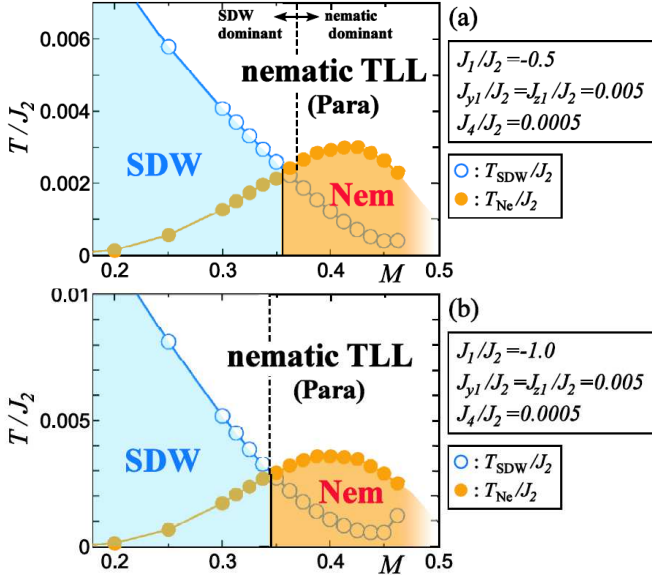 SDW dominant
nematic dominant
(a)
0.006
0.004
0.002
0
T/J2
nematic TLL
(Para)
SDW
Nem
0.2
0.3
0.4
0.5
M
J1/J2=-0.5
Jy1/J2=Jz1/J2=0.005
J4/J2=0.0005
: TSDW/J2
: TNe/J2
(b)
0.01
0.005
0
T/J2
nematic TLL
(Para)
SDW
Nem
0.2
0.3
0.4
0.5
M
J1/J2=-1.0
Jy1/J2=Jz1/J2=0.005
J4/J2=0.0005
: TSDW/J2
: TNe/J2